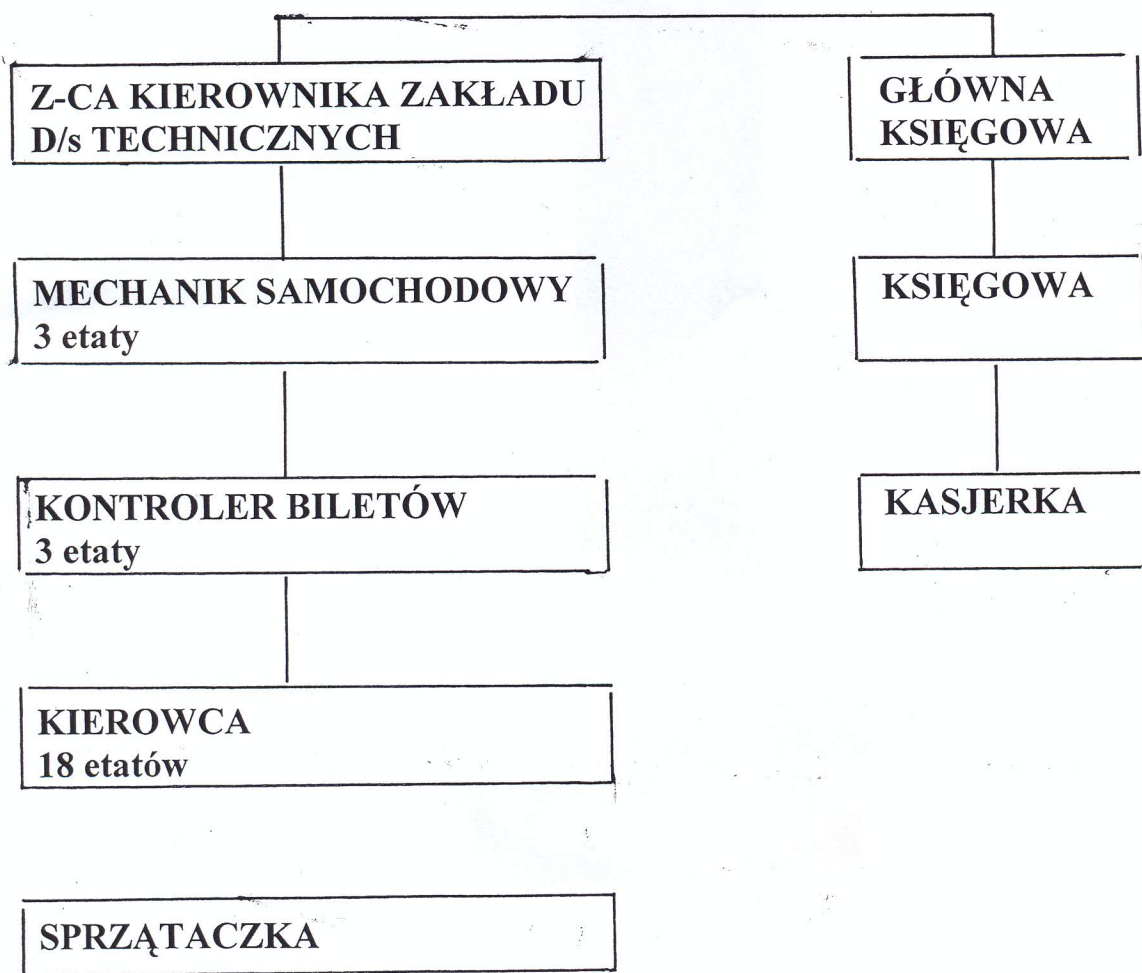 Z-CA KIEROWNIKA ZAKŁADU
D/s TECHNICZNYCH
GŁÓWNA
KSIĘGOWA
MECHANIK SAMOCHODOWY
3 etaty
KSIĘGOWA
KONTROLER BILETÓW
3 etaty
KASJERKA
KIEROWCA
18 etatów
SPRZĄTACZKA